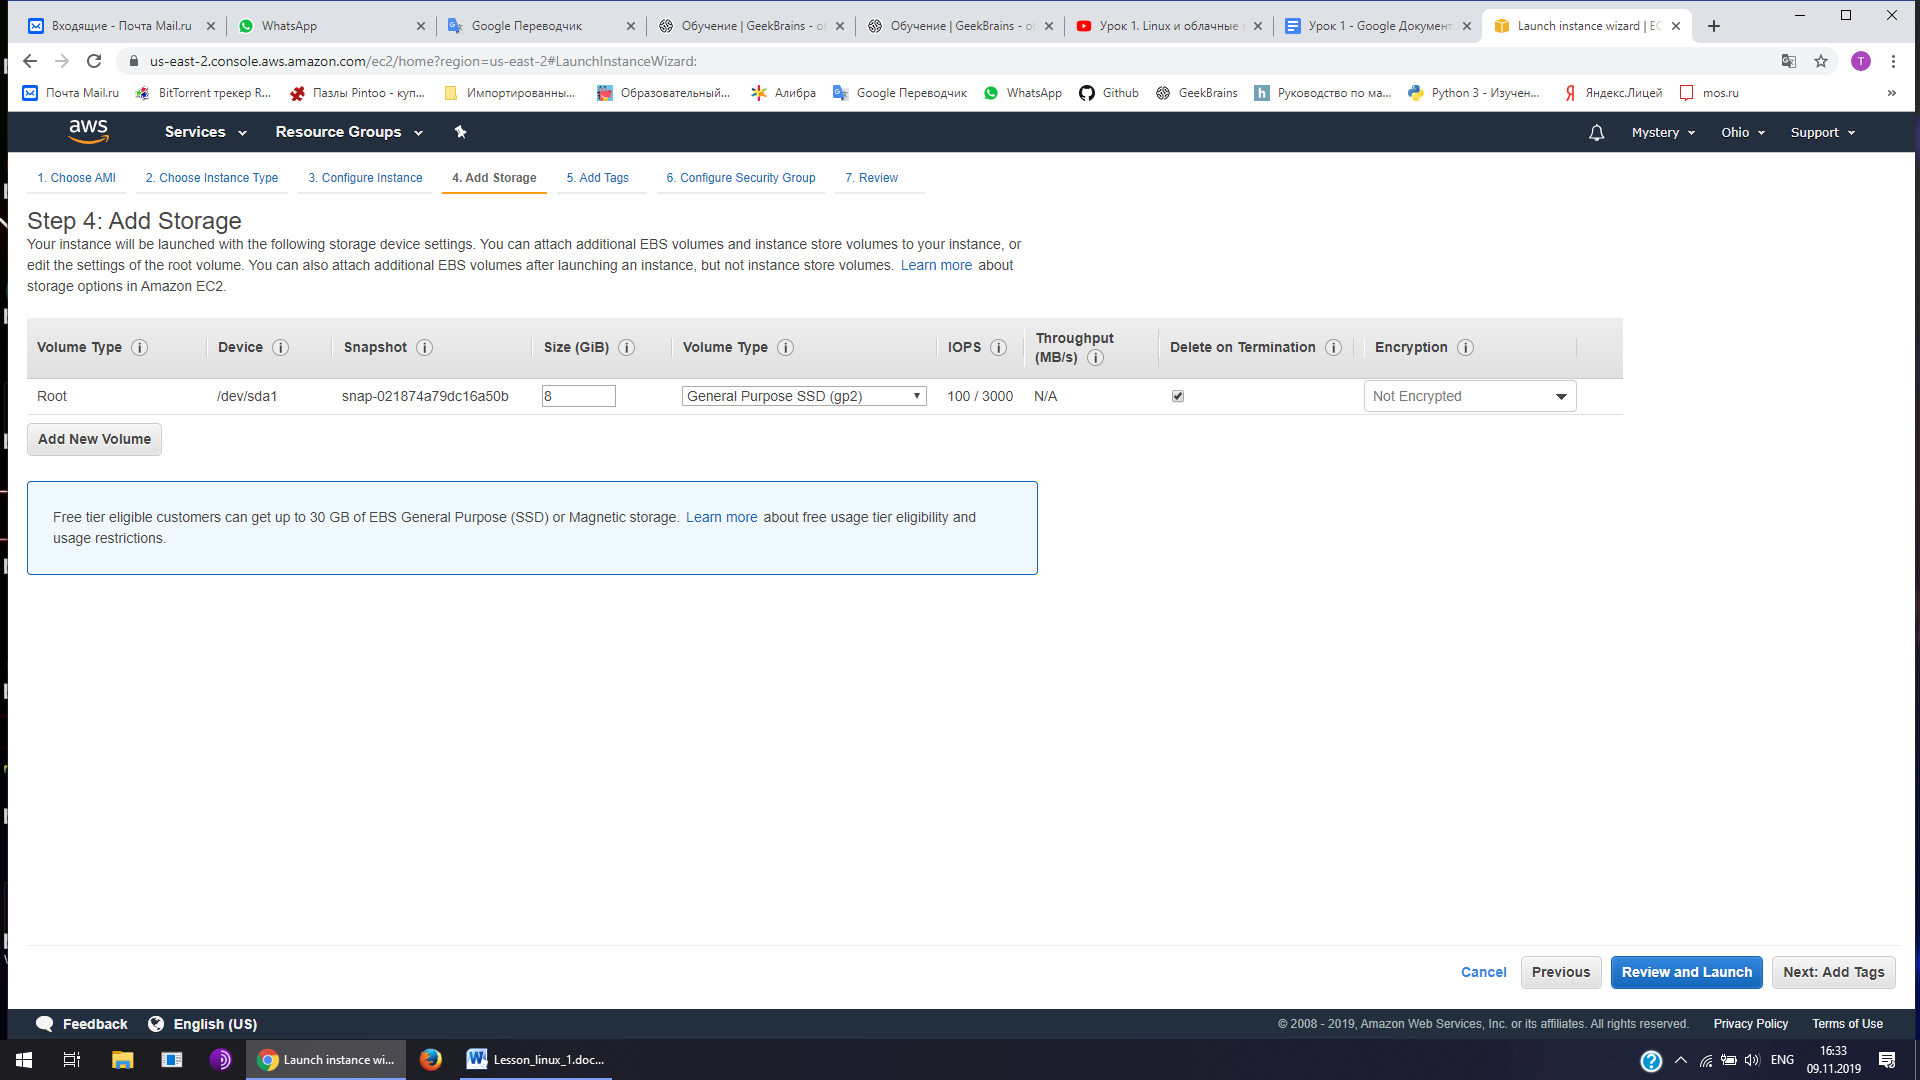 Входящие - Почта Mail.ru
WhatsApp
Google Переводчик
Обучение | GeekBrains - о
Обучение | GeekBrains - о
Урок 1. Linux и облачные
Урок 1 - Google Документ
Launch instance wizard | EC
us-east-2.console.aws.amazon.com/ec2/home?region=us-east-2#LaunchInstanceWizard:
T
Почта Mail.ru
BitTorrent трекер R...
Пазлы Pintoo - куп...
Импортированны...
Образовательный...
Алибра
Google Переводчик
WhatsApp
Github
GeekBrains
Руководство по ма...
Python 3 - Изучен...
Яндекс.Лицей
mos.ru
aws
Services
Resource Groups
Mystery
Ohio
Support
1. Choose AMI
2. Choose Instance Type
3. Configure Instance
4. Add Storage
5. Add Tags
6. Configure Security Group
7. Review
Step 4: Add Storage
Your instance will be launched with the following storage device settings. You can attach additional EBS volumes and instance store volumes to your instance, or
edit the settings of the root volume. You can also attach additional EBS volumes after launching an instance, but not instance store volumes. Learn more about
storage options in Amazon EC2.
Volume Type
Device
Snapshot
Size (GiB)
Volume Type
IOPS
Throughput
(MB/s)
Delete on Termination
Encryption
Root
/dev/sda1
snap-021874a79dc16a50b
8
General Purpose SSD (gp2)
100 / 3000
N/A
Not Encrypted
Add New Volume
Free tier eligible customers can get up to 30 GB of EBS General Purpose (SSD) or Magnetic storage. Learn more about free usage tier eligibility and
usage restrictions.
Cancel
Previous
Review and Launch
Next: Add Tags
Feedback
English (US)
© 2008 - 2019, Amazon Web Services, Inc. or its affiliates. All rights reserved.
Privacy Policy
Terms of Use
Launch instance wi...
Lesson_linux_1.doc...
ENG
16:33
09.11.2019